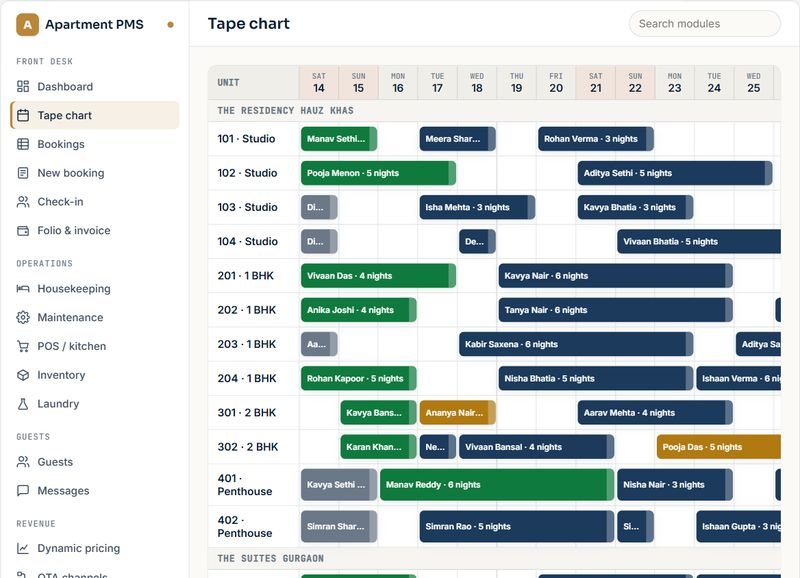 A Apartment PMS
Tape chart
Search modules
FRONT DESK
Dashboard
Tape chart
Bookings
New booking
Check-in
Folio & invoice
OPERATIONS
Housekeeping
Maintenance
POS / kitchen
Inventory
Laundry
GUESTS
Guests
Messages
REVENUE
Dynamic pricing
OTA channels
UNIT SAT 14 SUN 15 MON 16 TUE 17 WED 18 THU 19 FRI 20 SAT 21 SUN 22 MON 23 TUE 24 WED 25
THE RESIDENCY HAUZ KHAS
101 · Studio Manav Sethi... Meera Shar... Rohan Verma · 3 nights
102 · Studio Pooja Menon · 5 nights Aditya Sethi · 5 nights
103 · Studio Di... Isha Mehta · 3 nights Kavya Bhatia · 3 nights
104 · Studio Di... De... Vivaan Bhatia · 5 nights
201 · 1 BHK Vivaan Das · 4 nights Kavya Nair · 6 nights
202 · 1 BHK Anika Joshi · 4 nights Tanya Nair · 6 nights
203 · 1 BHK Aa... Kabir Saxena · 6 nights Aditya Sa
204 · 1 BHK Rohan Kapoor · 5 nights Nisha Bhatia · 5 nights Ishaan Verma · 6 nig
301 · 2 BHK Kavya Bans... Ananya Nair... Aarav Mehta · 4 nights
302 · 2 BHK Karan Khan... Ne... Vivaan Bansal · 4 nights Pooja Das · 5 nights
401 · Penthouse Kavya Sethi ... Manav Reddy · 6 nights Nisha Nair · 3 nights
402 · Penthouse Simran Shar... Simran Rao · 5 nights Si... Ishaan Gupta · 3 nig
THE SUITES GURGAON